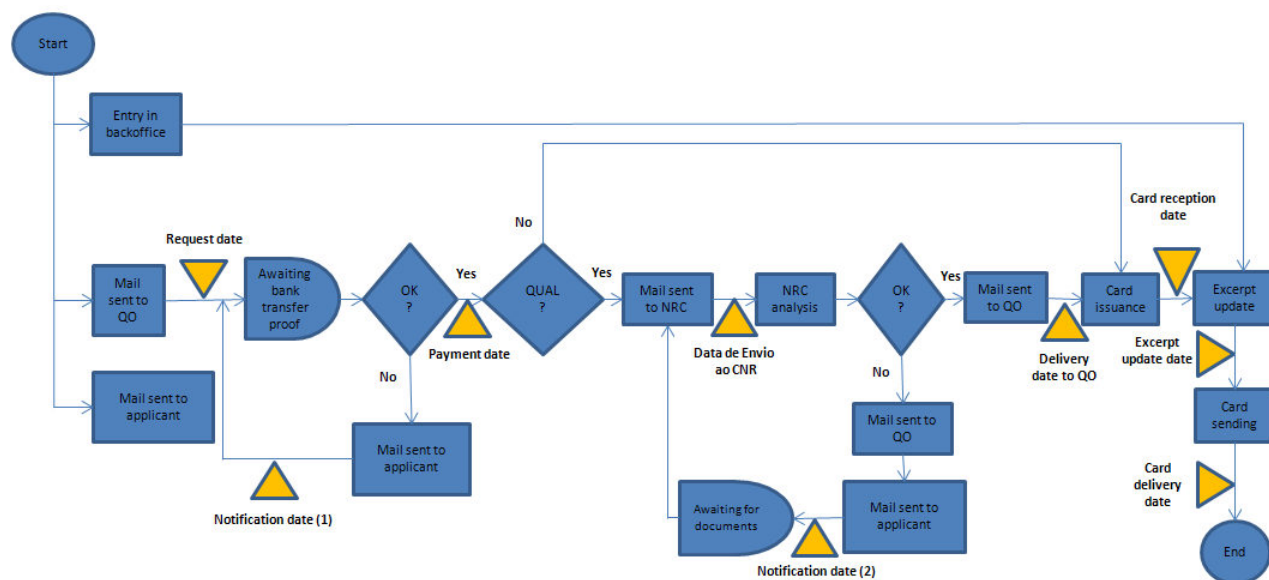 Start
Entry in
backoffice
Card reception
date
No
Request date
Mail
sent to
QO
Awaiting
bank
transfer
proof
OK
?
Yes
Payment date
QUAL
?
Yes
Mail sent
to NRC
Data de Envio
ao CNR
NRC
analysis
OK
?
Yes
Mail sent
to QO
Delivery
date to QO
Card
issuance
Excerpt
update
Excerpt
update date
No
No
Mail sent to
applicant
Mail sent to
applicant
Notification date (1)
Mail sent to
QO
Mail sent to
applicant
Awaiting for
documents
Notification date (2)
Card
sending
Card
delivery
date
End